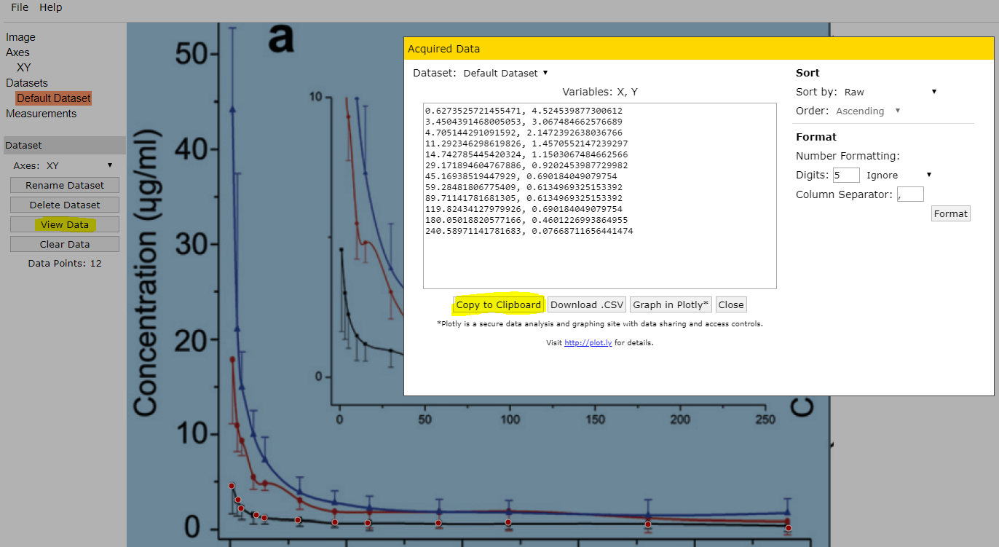 File Help
Image
Axes
XY
Datasets
Default Dataset
Measurements
Dataset
Axes: XY ▼
Rename Dataset
Delete Dataset
View Data
Clear Data
Data Points: 12
a
Concentration (µg/ml)
50
40
30
20
10
0
10
0
0 50 100 150 200 250
C
Acquired Data
Dataset: Default Dataset ▼
Variables: X, Y
0.6273525721455471, 4.524539877300612
3.4504391468005053, 3.067484662576689
4.705144291091592, 2.1472392638036766
11.292346298619826, 1.4570552147239297
14.742785445420324, 1.1503067484662566
29.171894604767886, 0.9202453987729982
45.16938519447929, 0.690184049079754
59.28481806775409, 0.6134969325153392
89.71141781681305, 0.6134969325153392
119.82434127979926, 0.690184049079754
180.05018820577166, 0.4601226993864955
240.58971141781683, 0.07668711656441474
Copy to Clipboard Download .CSV Graph in Plotly* Close
*Plotly is a secure data analysis and graphing site with data sharing and access controls.
Visit http://plot.ly for details.
Sort
Sort by: Raw ▼
Order: Ascending ▼
Format
Number Formatting:
Digits: 5 Ignore ▼
Column Separator: ,
Format